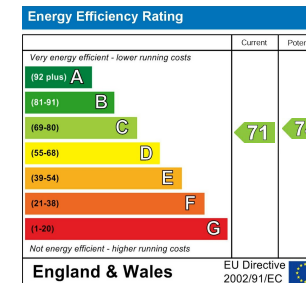 Energy Efficiency Rating
Current
Very energy efficient - lower running costs
(92 plus) A
(81-91) B
(69-80) C
71
(55-68) D
(39-54) E
(21-38) F
(1-20) G
Not energy efficient - higher running costs
England & Wales
EU Directive
2002/91/EC